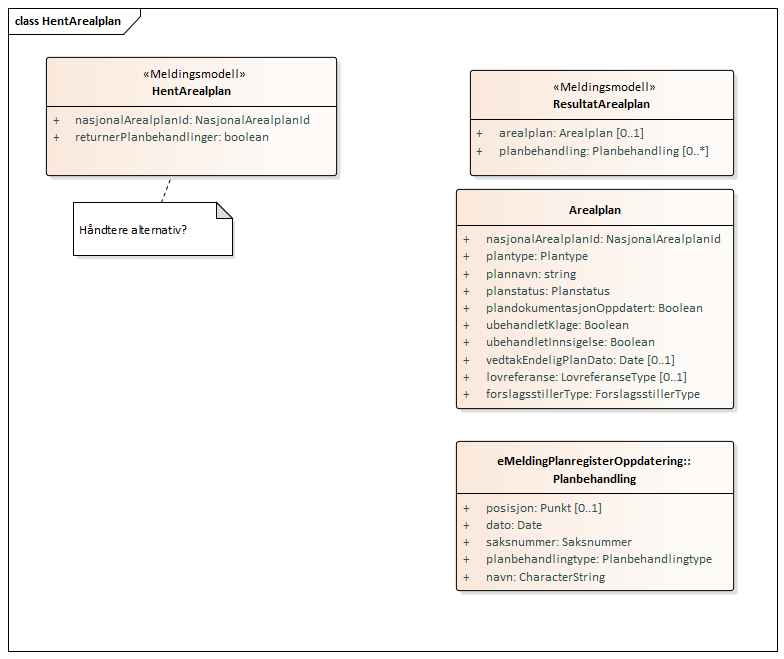 class HentArealplan
«Meldingsmodell»
HentArealplan
+ nasjonalArealplanId: NasjonalArealplanId
+ returnerPlanbehandlinger: boolean
Håndtere alternativ?
«Meldingsmodell»
ResultatArealplan
+ arealplan: Arealplan [0..1]
+ planbehandling: Planbehandling [0..*]
Arealplan
+ nasjonalArealplanId: NasjonalArealplanId
+ plantype: Plantype
+ plannavn: string
+ planstatus: Planstatus
+ plandokumentasjonOppdatert: Boolean
+ ubehandletKlage: Boolean
+ ubehandletInnsigelse: Boolean
+ vedtakEndeligPlanDato: Date [0..1]
+ lovreferanse: LovreferanseType [0..1]
+ forslagsstillerType: ForslagsstillerType
eMeldingPlanregisterOppdatering::
Planbehandling
+ posisjon: Punkt [0..1]
+ dato: Date
+ saksnummer: Saksnummer
+ planbehandlingtype: Planbehandlingtype
+ navn: CharacterString